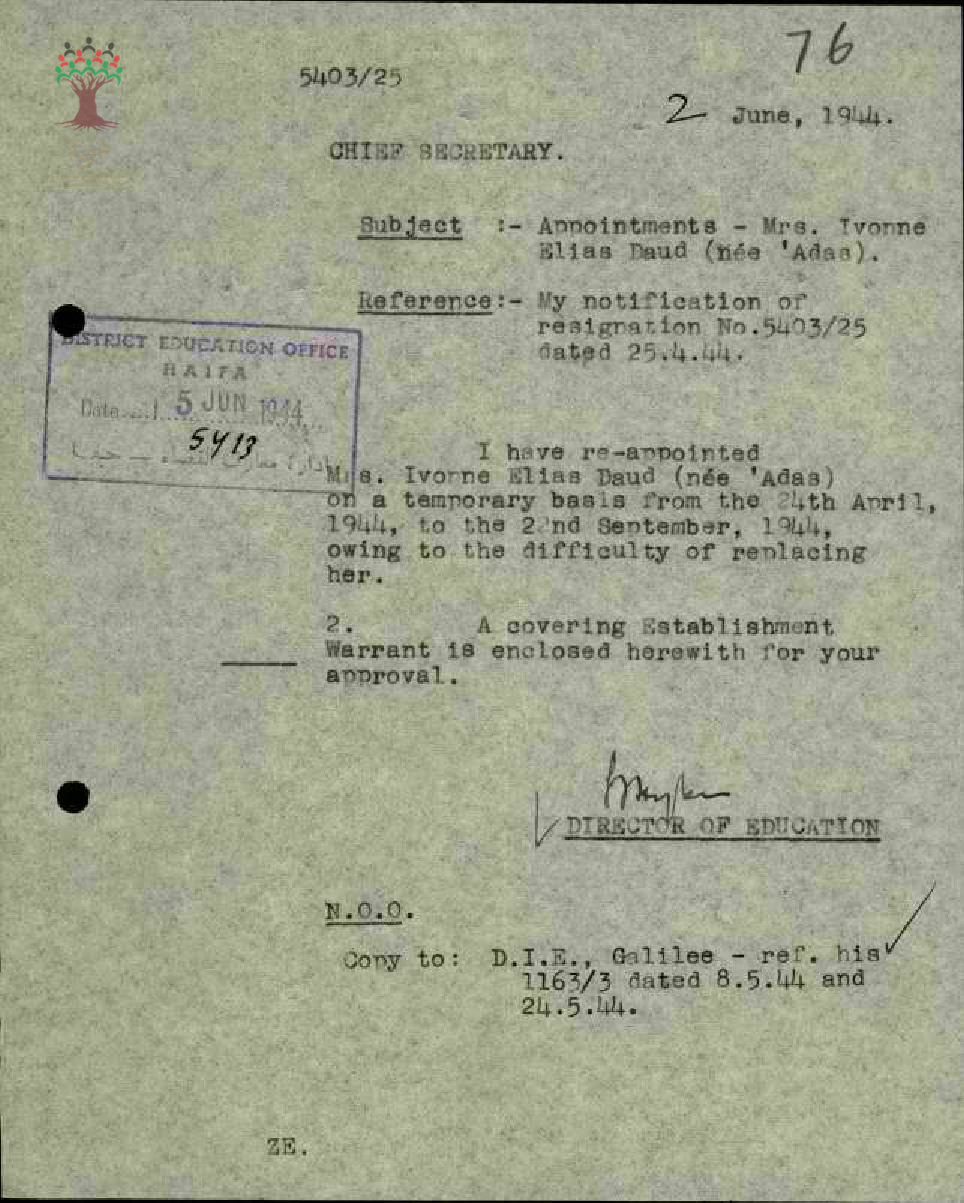 76
5403/25
2 June, 1944.
CHIEF SECRETARY.
Subject :- Appointments - Mrs. Ivonne
Elias Daud (née 'Adas).
Reference:- My notification of
resignation No.5403/25
dated 25.4.44.
DISTRICT EDUCATION OFFICE
HAIFA
Date 5 JUN 1944
5413
I have re-appointed
Mrs. Ivonne Elias Daud (née 'Adas)
on a temporary basis from the 24th April,
1944, to the 22nd September, 1944,
owing to the difficulty of replacing
her.
2. A covering Establishment
Warrant is enclosed herewith for your
approval.
DIRECTOR OF EDUCATION
N.O.O.
Copy to: D.I.E., Galilee - ref. his
1163/3 dated 8.5.44 and
24.5.44.
ZE.